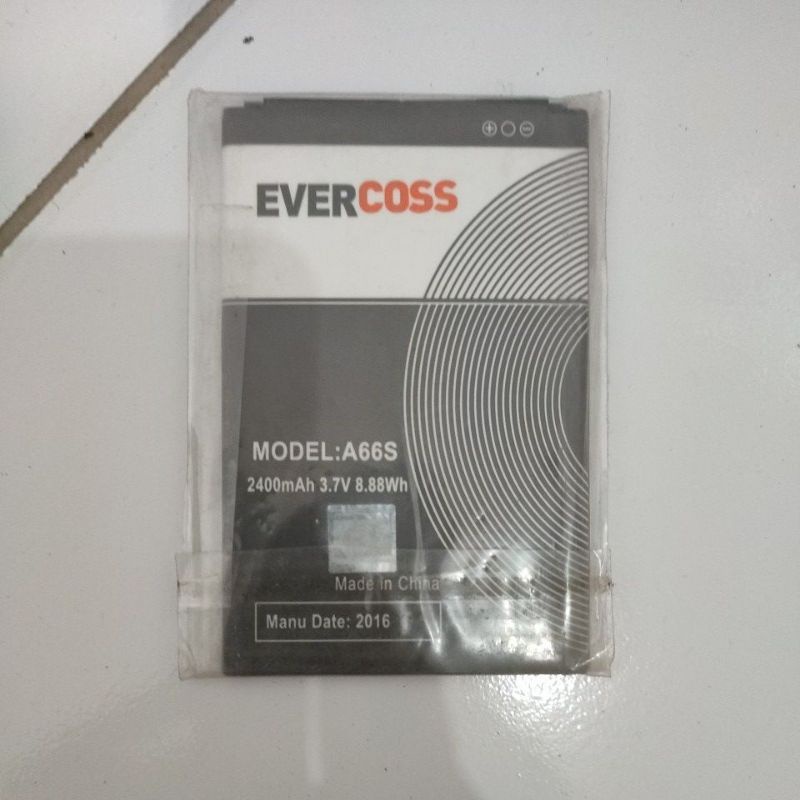 EVERCOSS
MODEL:A66S
2400mAh 3.7V 8.88Wh
Made in China
Manu Date: 2016